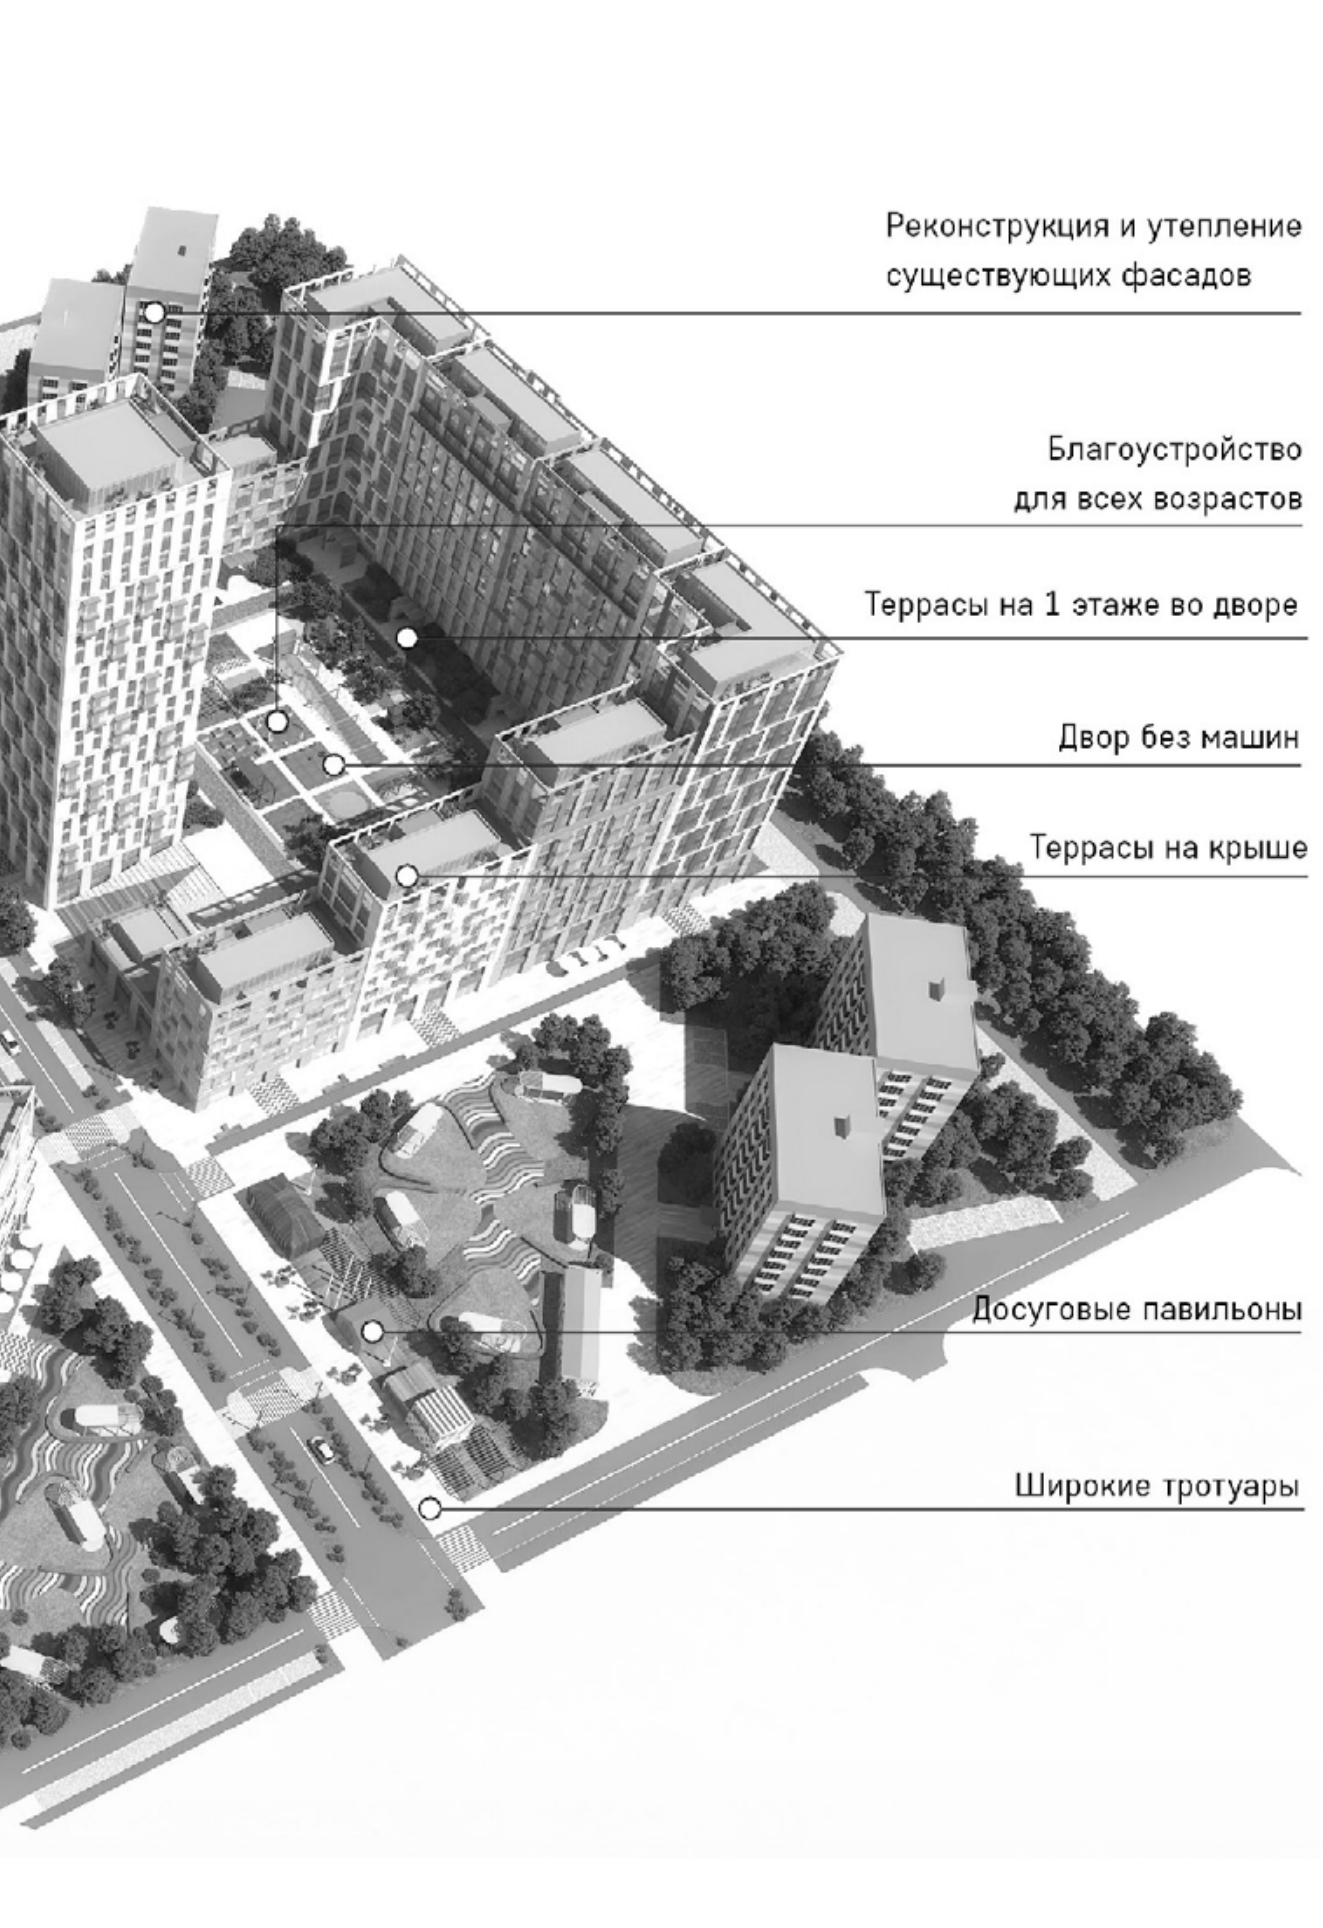 Реконструкция и утепление
существующих фасадов
Благоустройство
для всех возрастов
Террасы на 1 этаже во дворе
Двор без машин
Террасы на крыше
Досуговые павильоны
Широкие тротуары